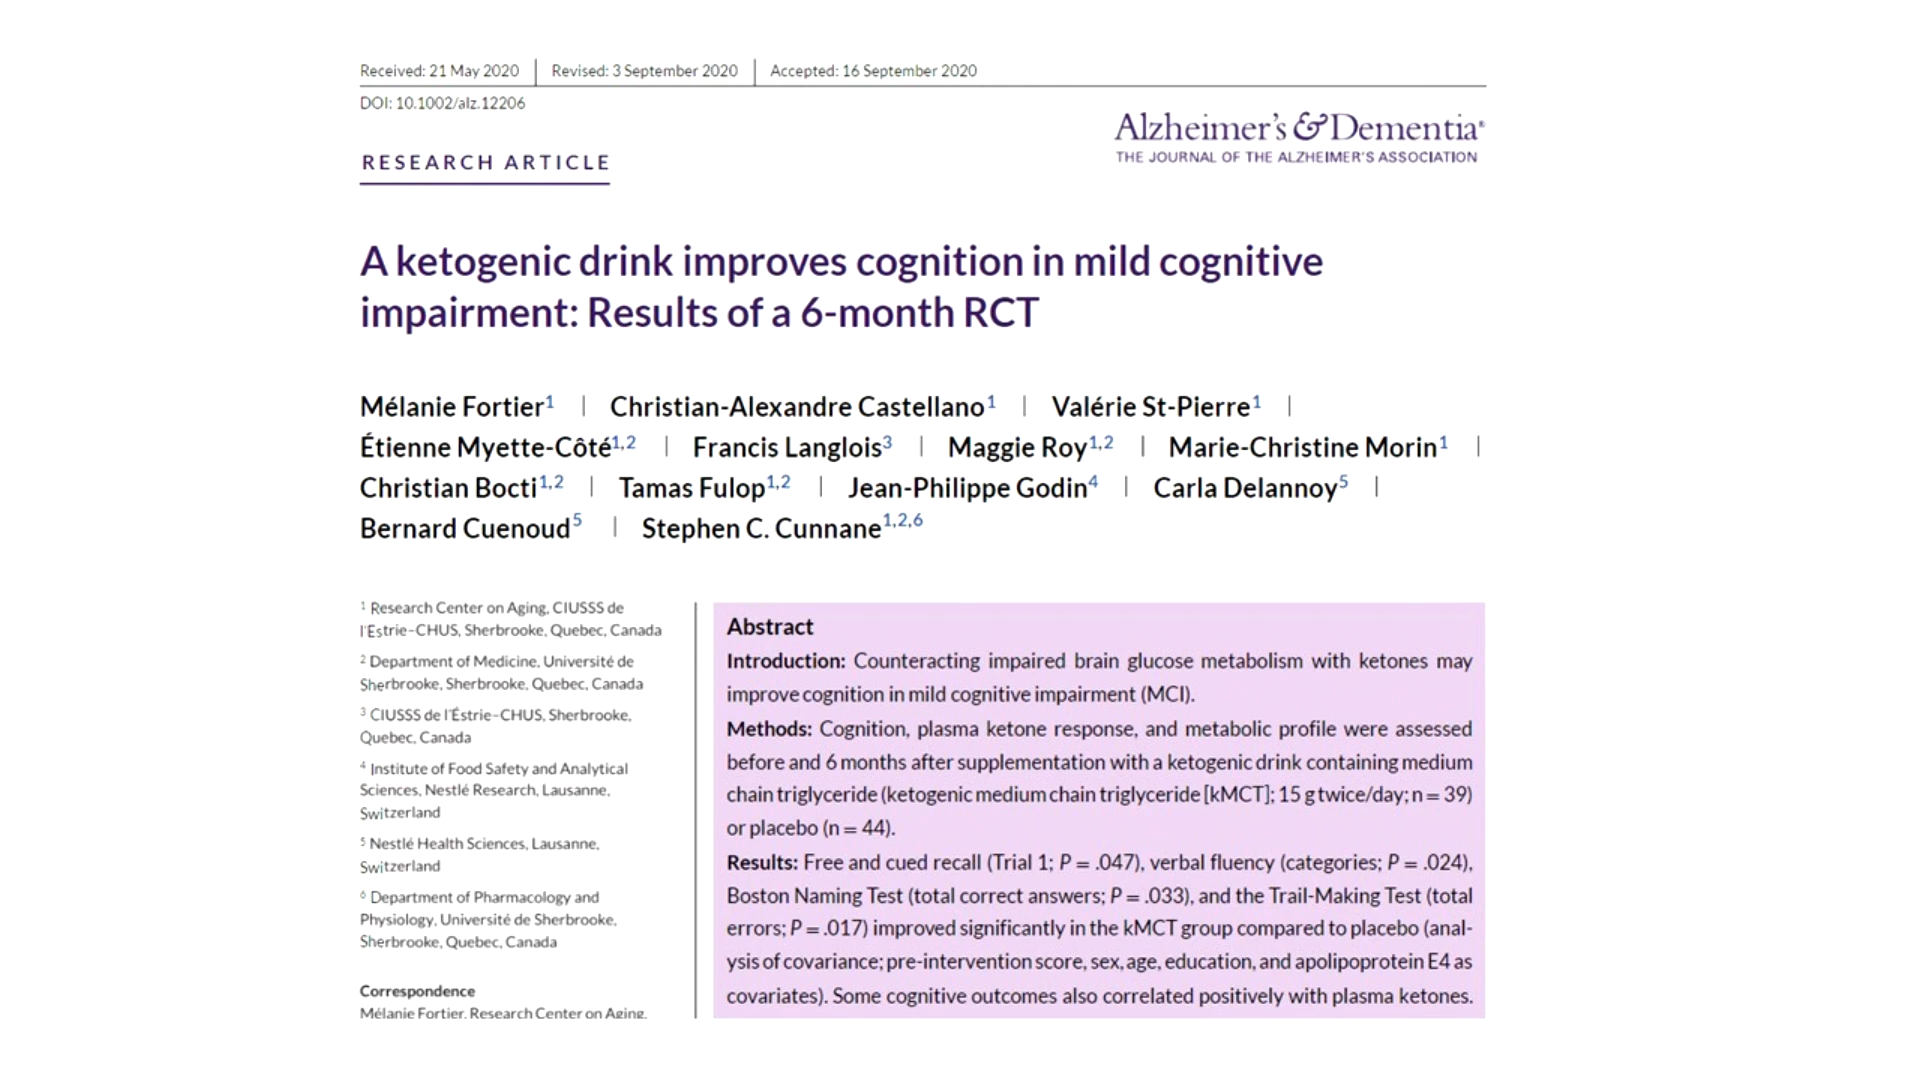 Received: 21 May 2020 | Revised: 3 September 2020 | Accepted: 16 September 2020
DOI: 10.1002/alz.12206
Alzheimer's & Dementia®
THE JOURNAL OF THE ALZHEIMER'S ASSOCIATION
RESEARCH ARTICLE
A ketogenic drink improves cognition in mild cognitive
impairment: Results of a 6-month RCT
Mélanie Fortier1 | Christian-Alexandre Castellano1 | Valérie St-Pierre1 |
Étienne Myette-Côté1,2 | Francis Langlois3 | Maggie Roy1,2 | Marie-Christine Morin1 |
Christian Bocti1,2 | Tamas Fulop1,2 | Jean-Philippe Godin4 | Carla Delannoy5 |
Bernard Cuenoud5 | Stephen C. Cunnane1,2,6
1 Research Center on Aging, CIUSSS de
l'Estrie–CHUS, Sherbrooke, Quebec, Canada
2 Department of Medicine, Université de
Sherbrooke, Sherbrooke, Quebec, Canada
3 CIUSSS de l'Éstrie–CHUS, Sherbrooke,
Quebec, Canada
4 Institute of Food Safety and Analytical
Sciences, Nestlé Research, Lausanne,
Switzerland
5 Nestlé Health Sciences, Lausanne,
Switzerland
6 Department of Pharmacology and
Physiology, Université de Sherbrooke,
Sherbrooke, Quebec, Canada
Correspondence
Mélanie Fortier, Research Center on Aging,
Abstract
Introduction: Counteracting impaired brain glucose metabolism with ketones may
improve cognition in mild cognitive impairment (MCI).
Methods: Cognition, plasma ketone response, and metabolic profile were assessed
before and 6 months after supplementation with a ketogenic drink containing medium
chain triglyceride (ketogenic medium chain triglyceride [kMCT]; 15 g twice/day; n = 39)
or placebo (n = 44).
Results: Free and cued recall (Trial 1; P = .047), verbal fluency (categories; P = .024),
Boston Naming Test (total correct answers; P = .033), and the Trail-Making Test (total
errors; P = .017) improved significantly in the kMCT group compared to placebo (anal-
ysis of covariance; pre-intervention score, sex, age, education, and apolipoprotein E4 as
covariates). Some cognitive outcomes also correlated positively with plasma ketones.